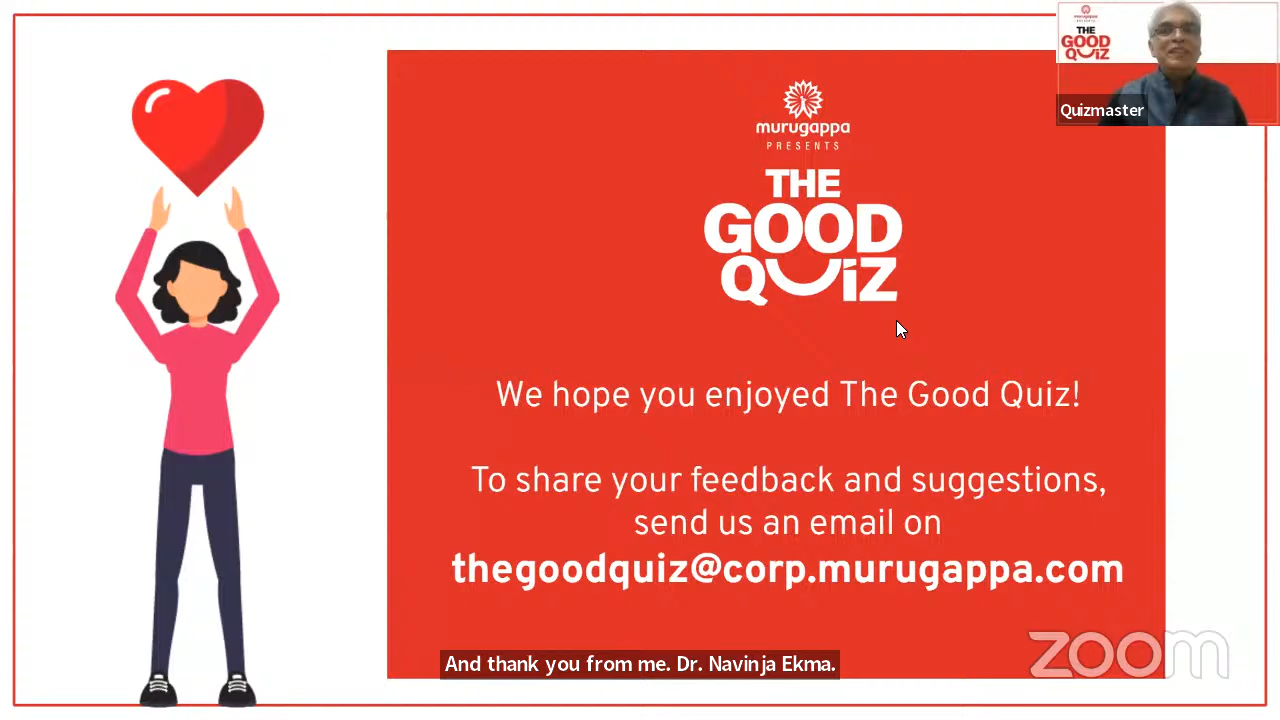 murugappa
PRESENTS
THE
GOOD
QUIZ
We hope you enjoyed The Good Quiz!
To share your feedback and suggestions,
send us an email on
thegoodquiz@corp.murugappa.com
murugappa
PRESENTS
THE
GOOD
QUIZ
Quizmaster
zoom
And thank you from me. Dr. Navinja Ekma.